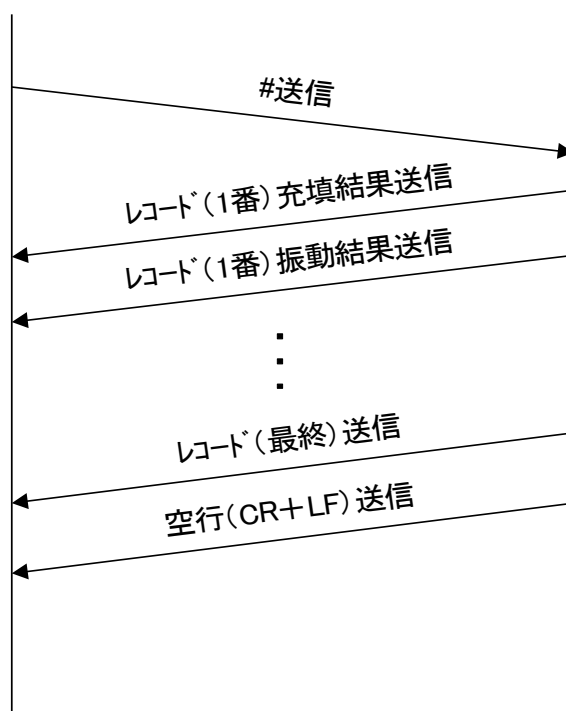 #送信
レコード（1番）充填結果送信
レコード（1番）振動結果送信
レコード（最終）送信
空行（CR＋LF）送信